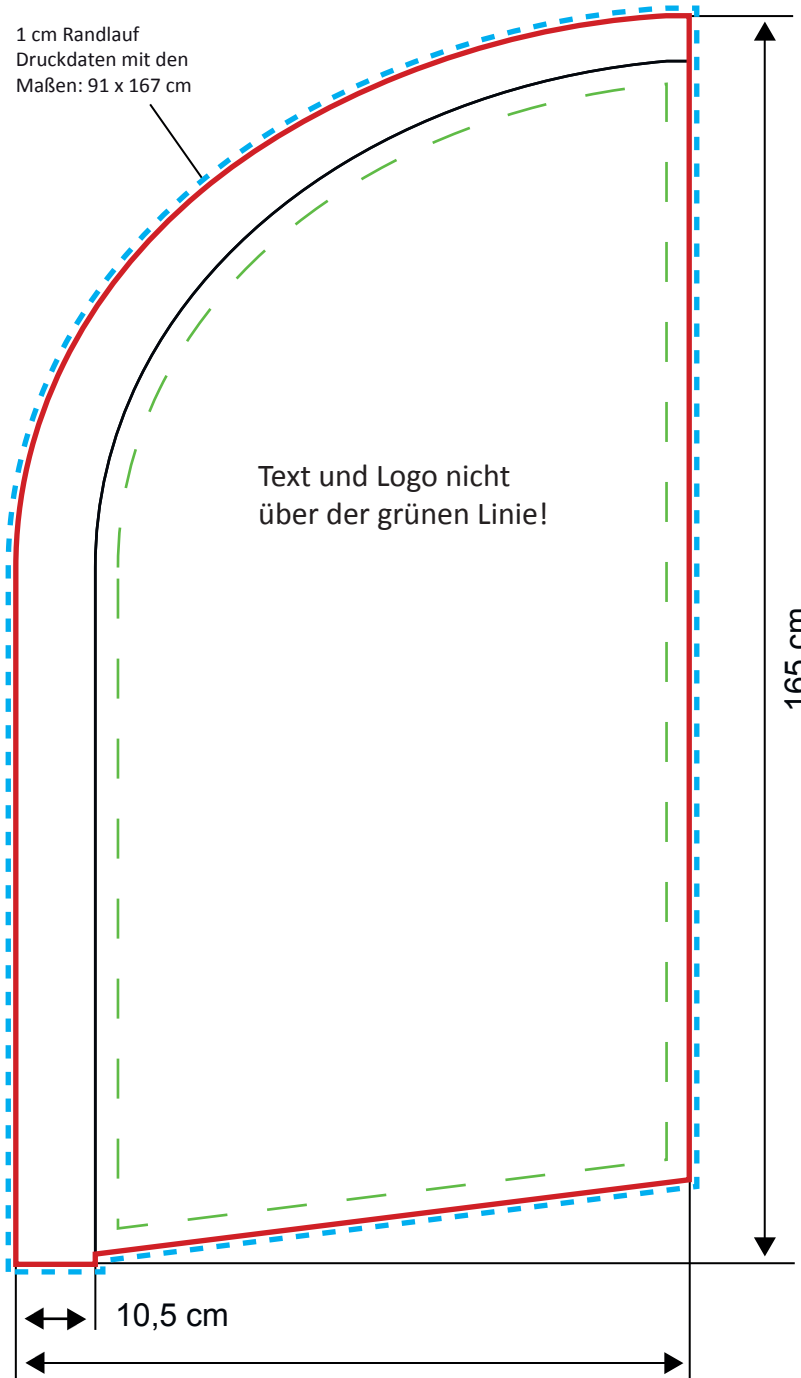 1 cm Randlauf
Druckdaten mit den
Maßen: 91 x 167 cm
Text und Logo nicht
über der grünen Linie!
165 cm
10,5 cm